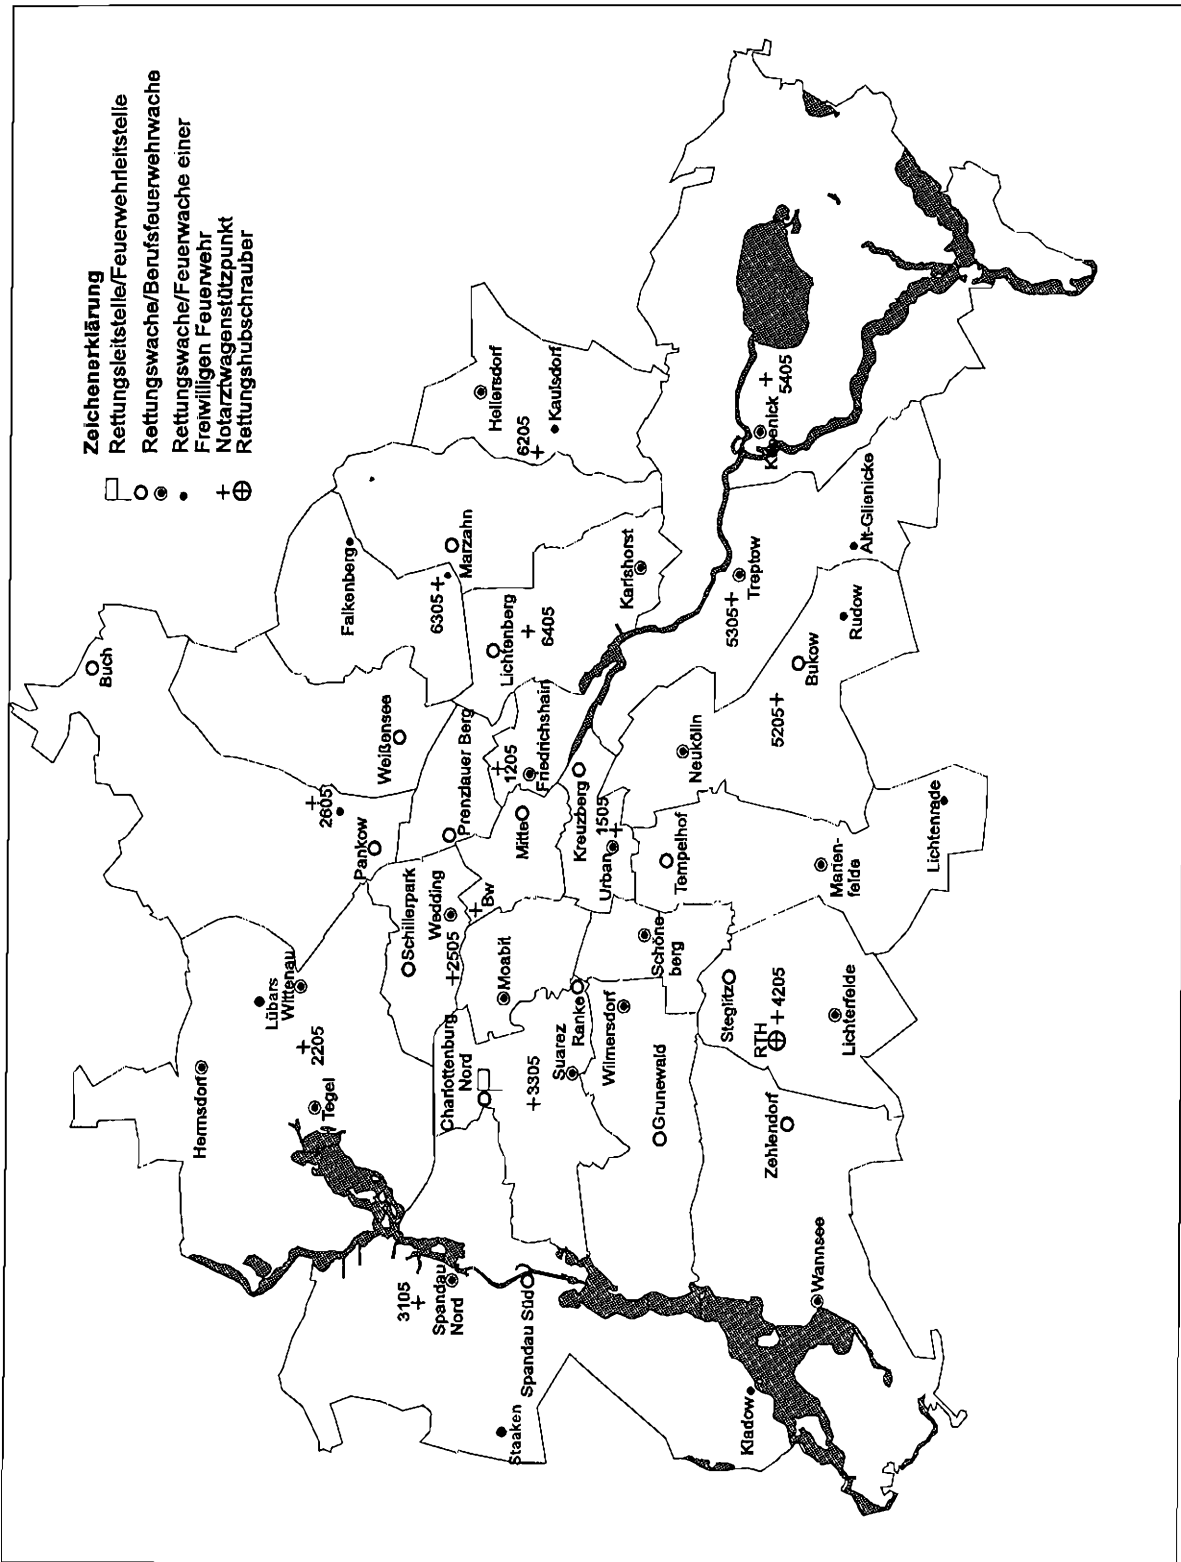 Zeichenerklärung
Rettungsleitstelle/Feuerwehrleitstelle
Rettungswache/Berufsfeuerwehrwache
Rettungswache/Feuerwache einer
Freiwilligen Feuerwehr
Notarztwagenstützpunkt
Rettungshubschrauber
Buch
Hermsdorf
Lübars
Wittenau
2205
Tegel
2605
Pankow
Weißensee
Falkenberg
6305
Marzahn
Hellersdorf
6205
Kaulsdorf
Schillerpark
Wedding
2505
Bw
Prenzlauer Berg
Lichtenberg
6405
Karlshorst
1205
Friedrichshain
Mitte
Moabit
Charlottenburg
Nord
3305
Suarez
Ranke
Wilmersdorf
Grunewald
3105
Spandau
Nord
Spandau Süd
Staaken
Kladow
Wannsee
Zehlendorf
Kreuzberg
1505
Urban
Tempelhof
Schöne
berg
Steglitz
RTH
4205
Lichterfelde
Marien-
felde
Lichtenrade
Neukölln
5205
Bukow
Rudow
5305
Treptow
Alt-Glienicke
5405